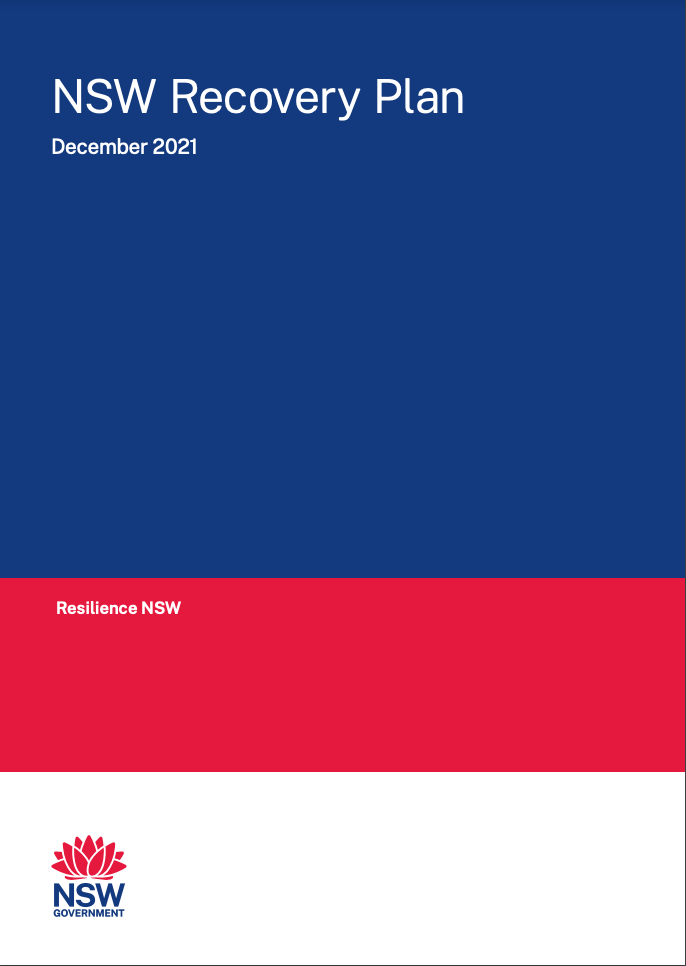 NSW Recovery Plan
December 2021
Resilience NSW
NSW
GOVERNMENT